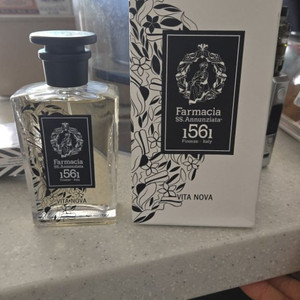 Farmacia
SS. Annunziata
1561
Firenze - Italy
VITA NOVA
Farmacia
SS. Annunziata
1561
Firenze - Italy
VITA NOVA